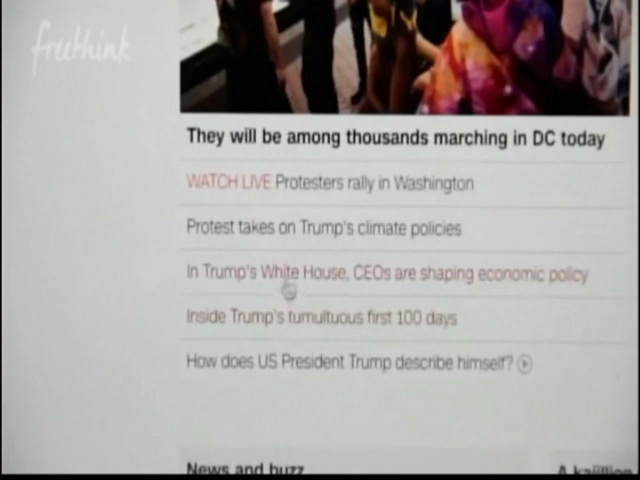 freethink
They will be among thousands marching in DC today
WATCH LIVE Protesters rally in Washington
Protest takes on Trump's climate policies
In Trump's White House, CEOs are shaping economic policy
Inside Trump's tumultuous first 100 days
How does US President Trump describe himself?
News and buzz
A kajillion